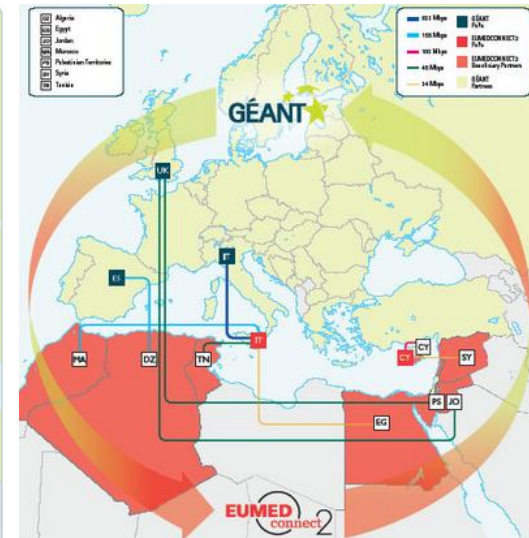 DZ Algeria
EG Egypt
JO Jordan
MA Morocco
PS Palestinian Territories
SY Syria
TN Tunisia
622 Mbps
155 Mbps
100 Mbps
45 Mbps
34 Mbps
GÉANT
PoPs
EUMEDCONNECT2
PoPs
EUMEDCONNECT2
Beneficiary Partners
GÉANT
Partners
GÉANT
UK
IT
ES
MA
DZ
TN
IT
CY
CY
SY
PS
JO
EG
EUMED
connect2